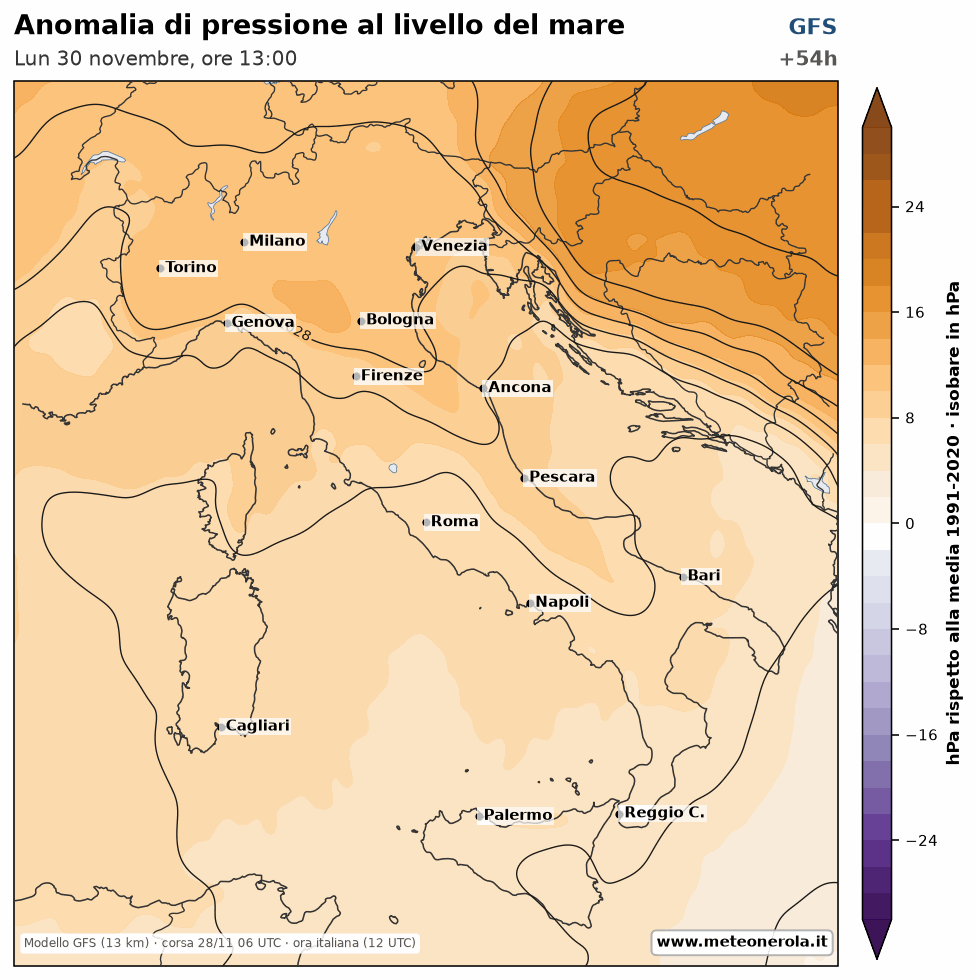 Anomalia di pressione al livello del mare
GFS
Lun 30 novembre, ore 13:00
+54h
Milano
Venezia
Torino
Genova
Bologna
28
Firenze
Ancona
Pescara
Roma
Bari
Napoli
Cagliari
Palermo
Reggio C.
24
16
8
0
−8
−16
−24
hPa rispetto alla media 1991-2020 · isobare in hPa
Modello GFS (13 km) · corsa 28/11 06 UTC · ora italiana (12 UTC)
www.meteonerola.it